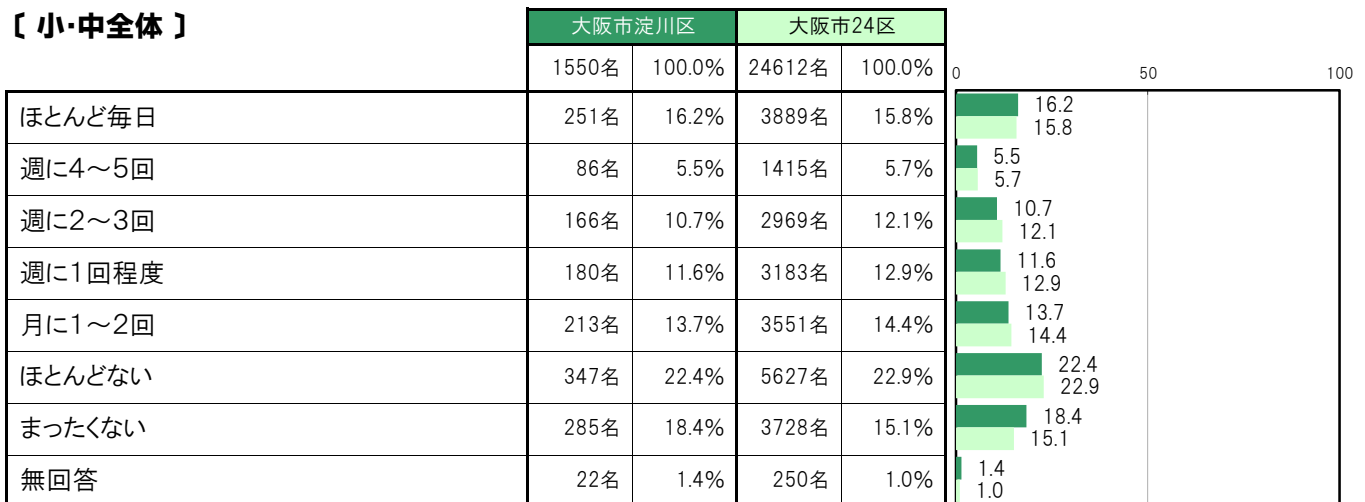 〔 小・中全体 〕
大阪市淀川区 大阪市24区
1550名 100.0% 24612名 100.0% 0 50 100
ほとんど毎日 251名 16.2% 3889名 15.8% 16.2
15.8
週に4～5回 86名 5.5% 1415名 5.7% 5.5
5.7
週に2～3回 166名 10.7% 2969名 12.1% 10.7
12.1
週に1回程度 180名 11.6% 3183名 12.9% 11.6
12.9
月に1～2回 213名 13.7% 3551名 14.4% 13.7
14.4
ほとんどない 347名 22.4% 5627名 22.9% 22.4
22.9
まったくない 285名 18.4% 3728名 15.1% 18.4
15.1
無回答 22名 1.4% 250名 1.0% 1.4
1.0